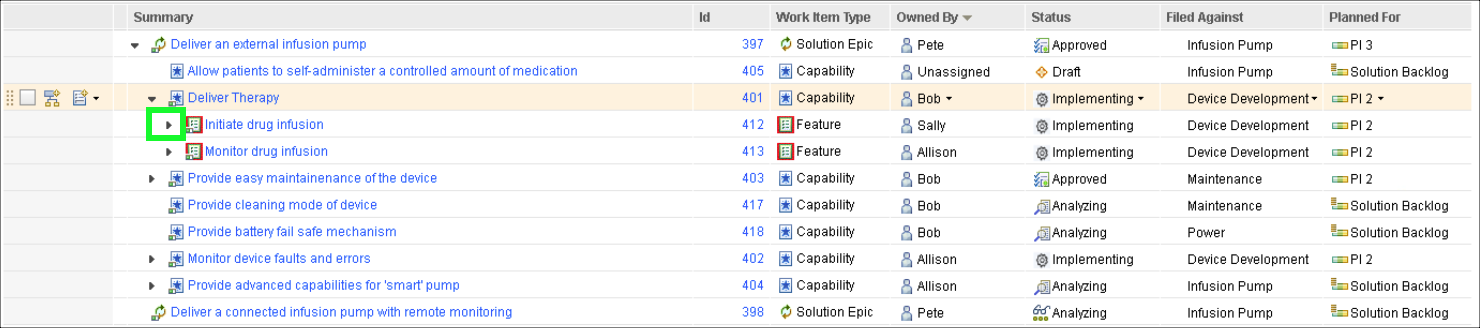 Summary Id Work Item Type Owned By Status Filed Against Planned For
Deliver an external infusion pump 397 Solution Epic Pete Approved Infusion Pump PI 3
Allow patients to self-administer a controlled amount of medication 405 Capability Unassigned Draft Infusion Pump Solution Backlog
Deliver Therapy 401 Capability Bob Implementing Device Development PI 2
Initiate drug infusion 412 Feature Sally Implementing Device Development PI 2
Monitor drug infusion 413 Feature Allison Implementing Device Development PI 2
Provide easy maintainenance of the device 403 Capability Bob Approved Maintenance PI 2
Provide cleaning mode of device 417 Capability Bob Analyzing Maintenance Solution Backlog
Provide battery fail safe mechanism 418 Capability Bob Analyzing Power Solution Backlog
Monitor device faults and errors 402 Capability Allison Implementing Device Development PI 2
Provide advanced capabilities for 'smart' pump 404 Capability Allison Analyzing Infusion Pump Solution Backlog
Deliver a connected infusion pump with remote monitoring 398 Solution Epic Pete Analyzing Infusion Pump Solution Backlog